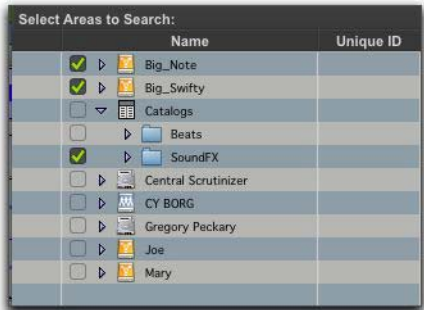 Select Areas to Search:
Name Unique ID
Big_Note
Big_Swifty
Catalogs
Beats
SoundFX
Central Scrutinizer
CY BORG
Gregory Peckary
Joe
Mary